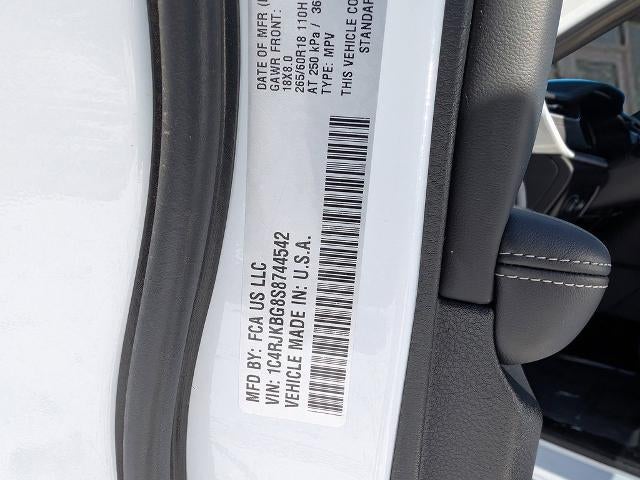 MFD BY: FCA US LLC
VIN: 1C4RJKBG8S8744542
VEHICLE MADE IN: U.S.A.
DATE OF MFR
GAWR FRONT:
18X8.0
265/60R18 110H
AT 250 kPa / 36
TYPE: MPV
THIS VEHICLE CO
STANDAR